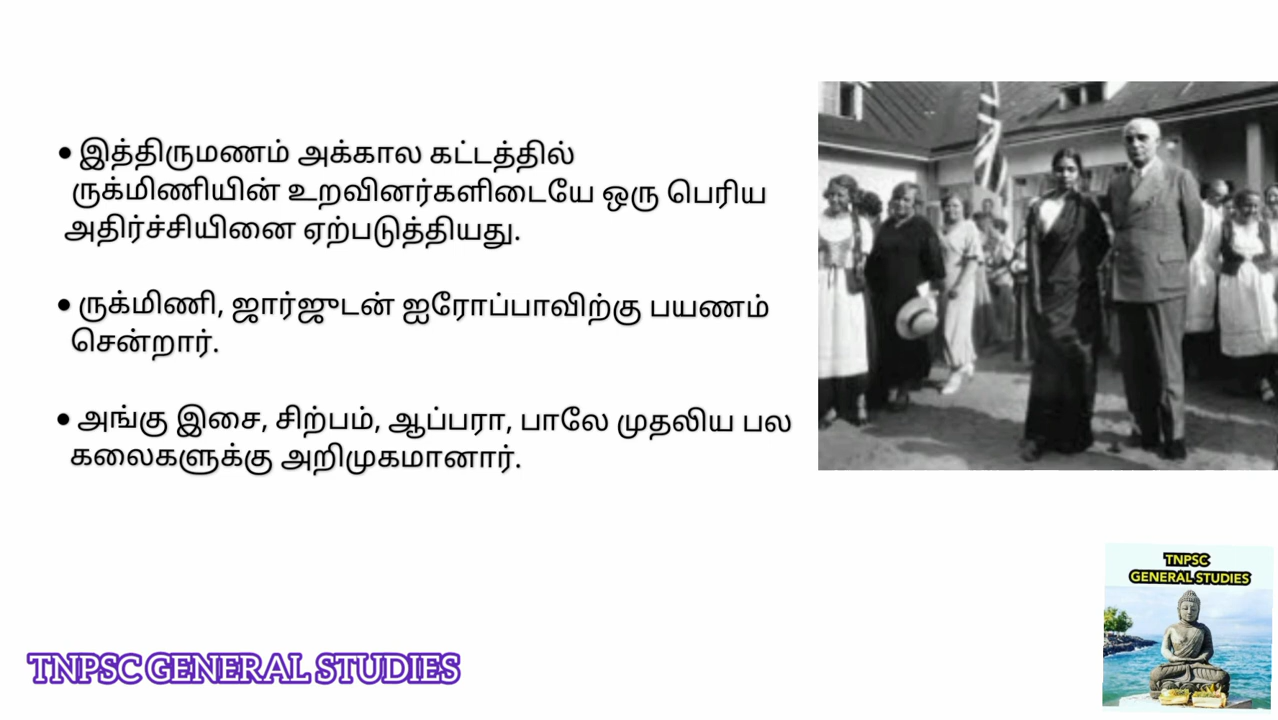 • இத்திருமணம் அக்கால கட்டத்தில்
ருக்மிணியின் உறவினர்களிடையே ஒரு பெரிய
அதிர்ச்சியினை ஏற்படுத்தியது.
• ருக்மிணி, ஜார்ஜுடன் ஐரோப்பாவிற்கு பயணம்
சென்றார்.
• அங்கு இசை, சிற்பம், ஆப்பரா, பாலே முதலிய பல
கலைகளுக்கு அறிமுகமானார்.
TNPSC
GENERAL STUDIES
TNPSC GENERAL STUDIES